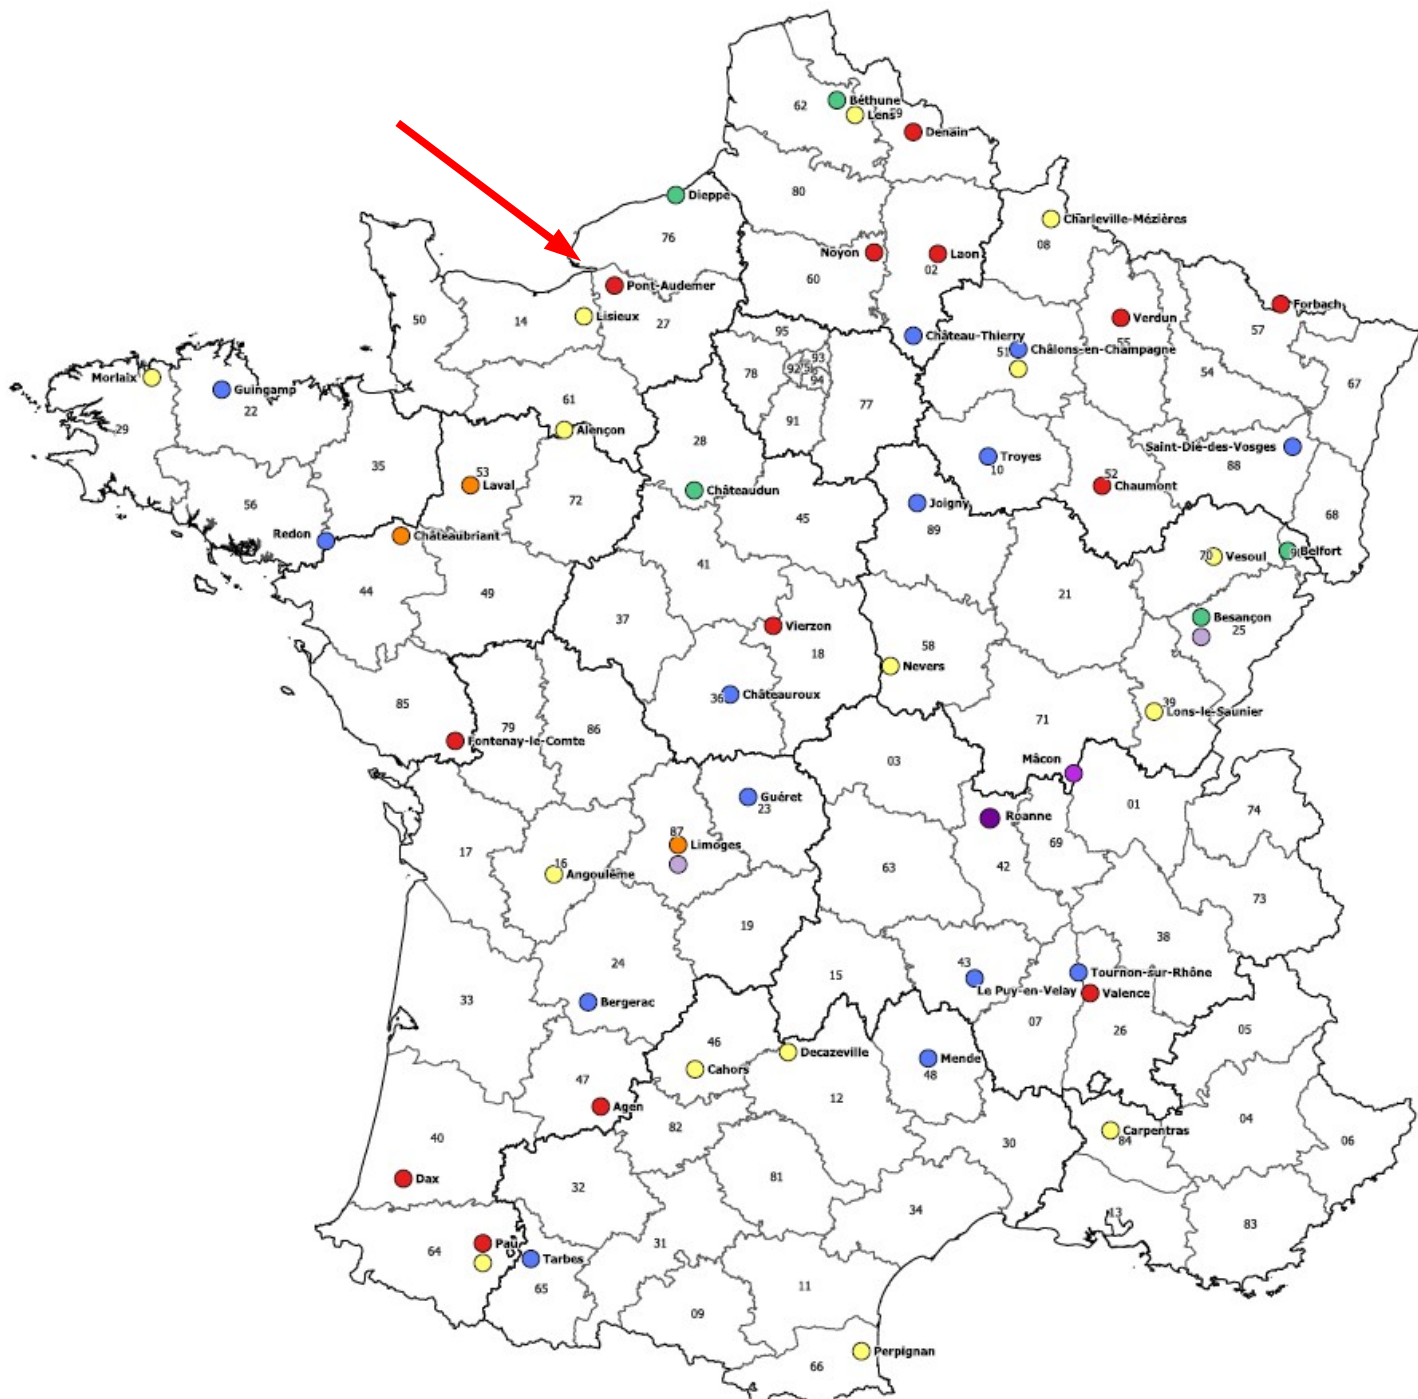 62
Béthune
Lens
Denain
80
Dieppe
76
Charleville-Mézières
08
Noyon
Laon
02
60
Pont-Audemer
Forbach
50
14
Lisieux
27
Verdun
57
95
Château-Thierry
55
Châlons-en-Champagne
51
93
92
94
78
54
67
Morlaix
Guingamp
22
29
61
77
91
Alençon
28
35
Saint-Dié-des-Vosges
88
Troyes
10
53
Laval
52
Chaumont
Châteaudun
56
72
45
Joigny
89
68
Redon
Châteaubriant
70
Vesoul
Belfort
41
44
49
21
37
Vierzon
Besançon
25
58
18
Nevers
36
Châteauroux
85
79
86
39
Lons-le-Saunier
71
Fontenay-le-Comte
03
Mâcon
Guéret
23
01
74
Roanne
87
Limoges
69
17
16
Angoulême
63
42
73
19
38
24
43
15
Tournon-sur-Rhône
Le Puy-en-Velay
Valence
33
Bergerac
07
26
05
46
Decazeville
Cahors
Mende
48
47
12
Agen
04
40
82
30
Carpentras
84
06
Dax
32
81
34
13
83
Pau
64
31
Tarbes
65
11
09
Perpignan
66